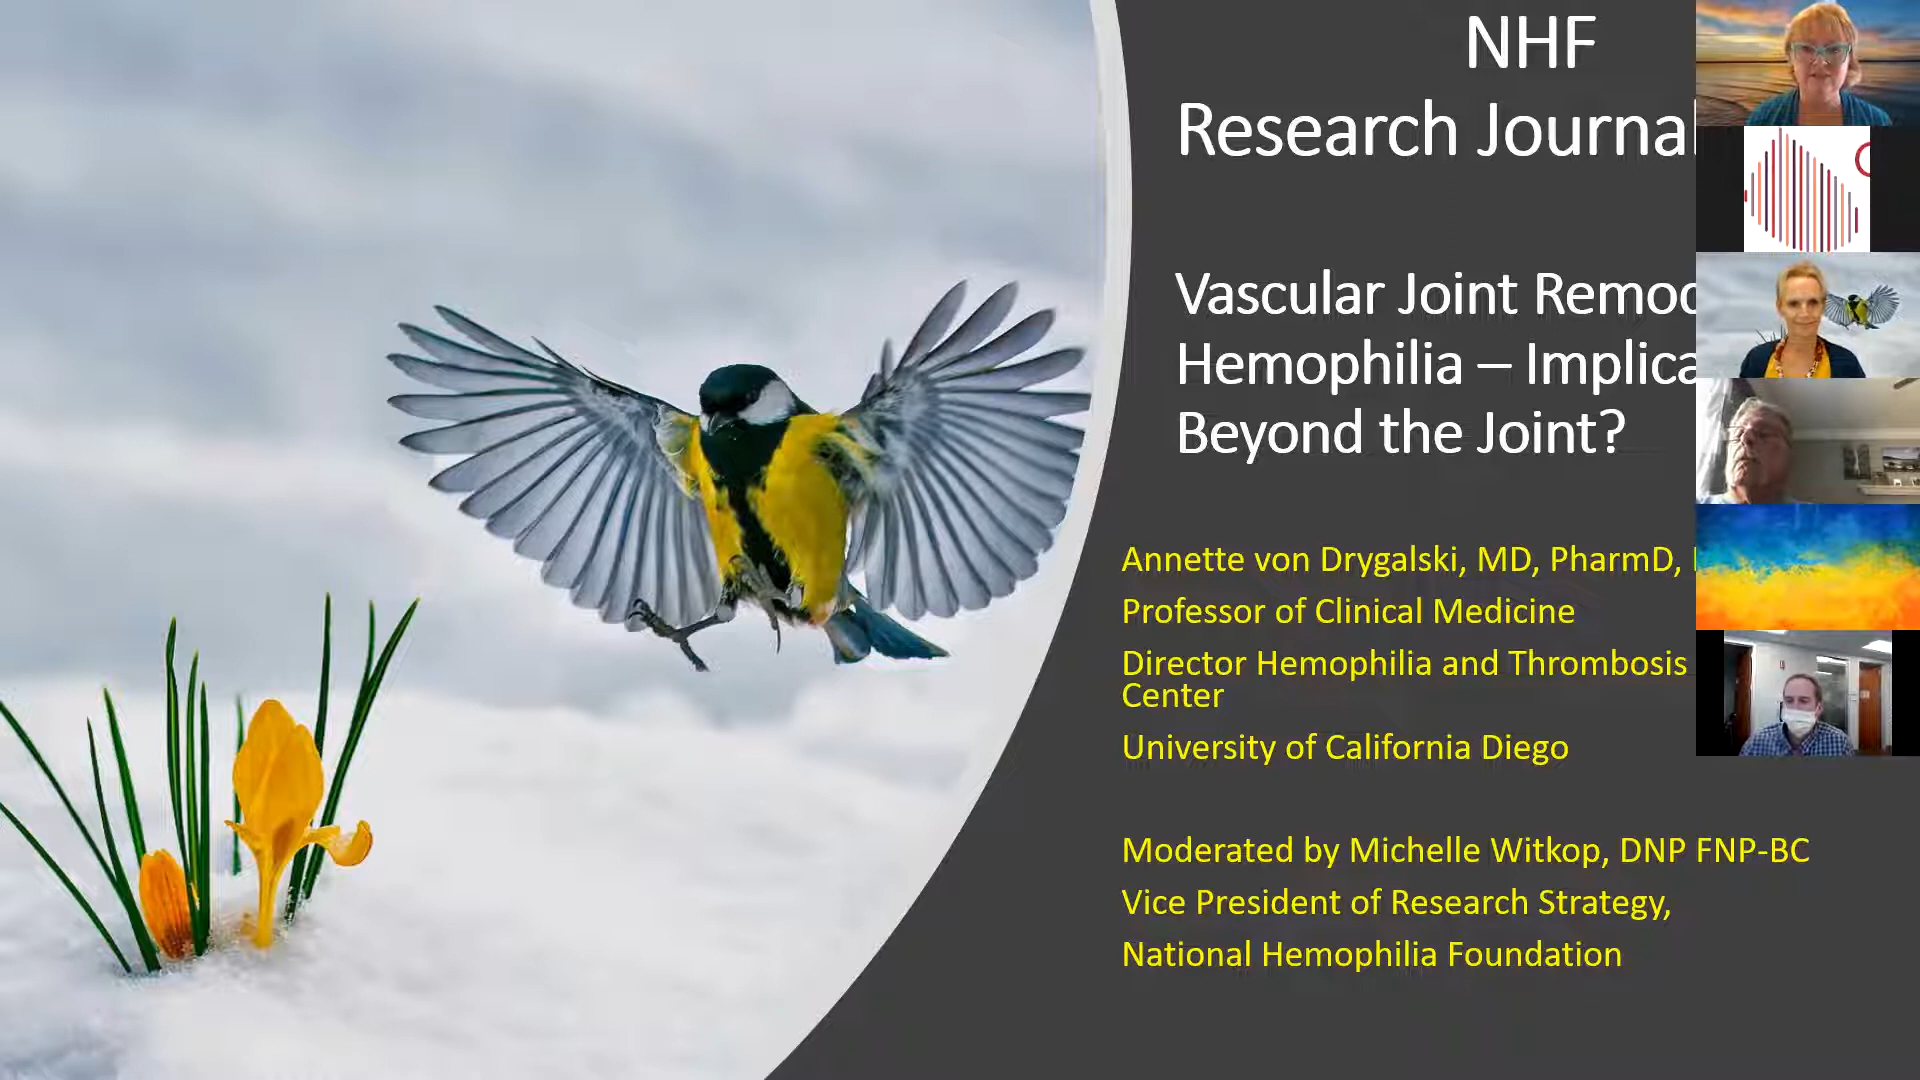 NHF
Research Journal
Vascular Joint
Hemophilia –
Beyond the Joint?
Annette von Drygalski, MD, PharmD,
Professor of Clinical Medicine
Director Hemophilia and Thrombosis
Center
University of California Diego
Moderated by Michelle Witkop, DNP FNP-BC
Vice President of Research Strategy,
National Hemophilia Foundation